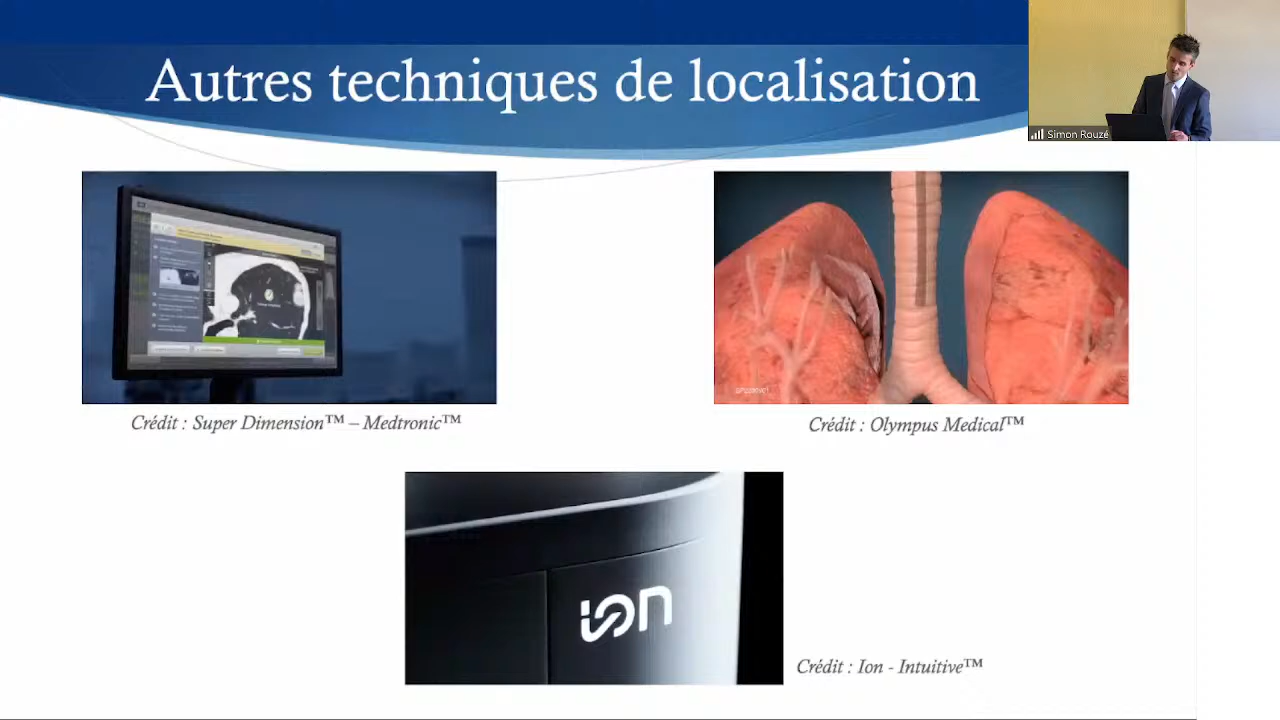 Autres techniques de localisation
Simon Rouzé
Crédit : Super Dimension™ – Medtronic™
Crédit : Olympus Medical™
ion
Crédit : Ion - Intuitive™